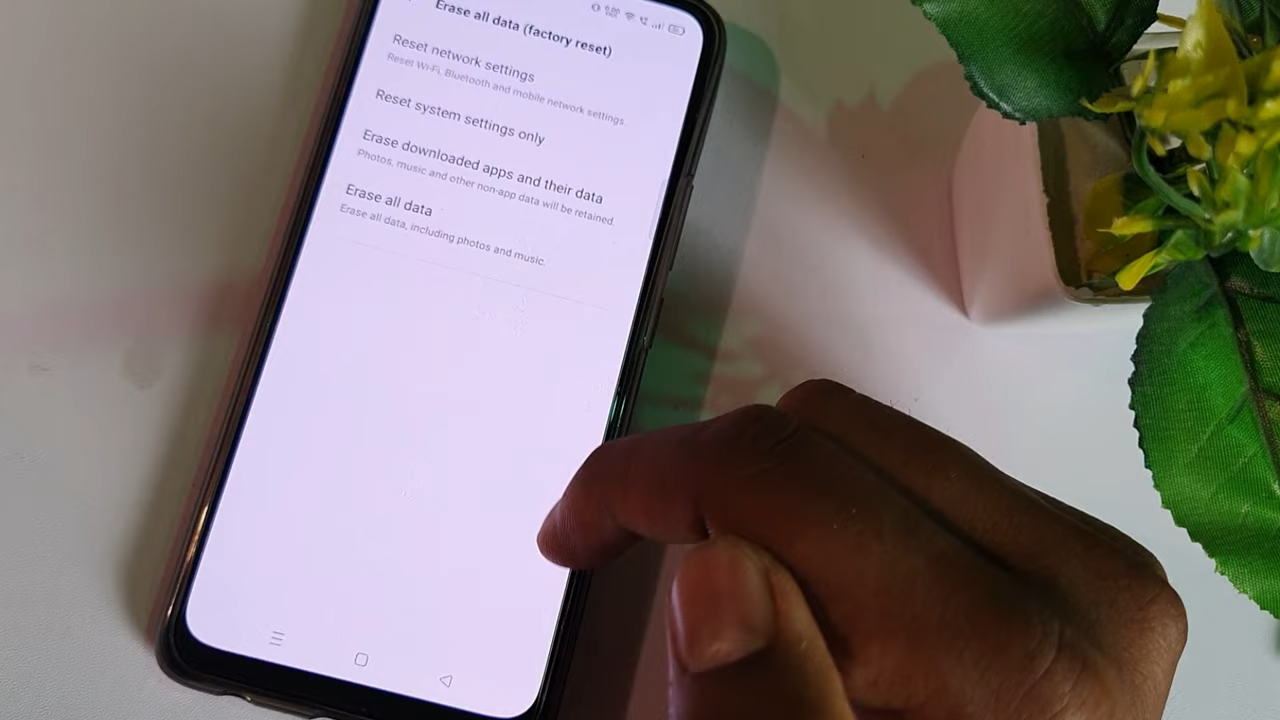 Erase all data (factory reset)
Reset network settings
Reset Wi-Fi, Bluetooth and mobile network settings.
Reset system settings only
Erase downloaded apps and their data
Photos, music and other non-app data will be retained.
Erase all data
Erase all data, including photos and music.